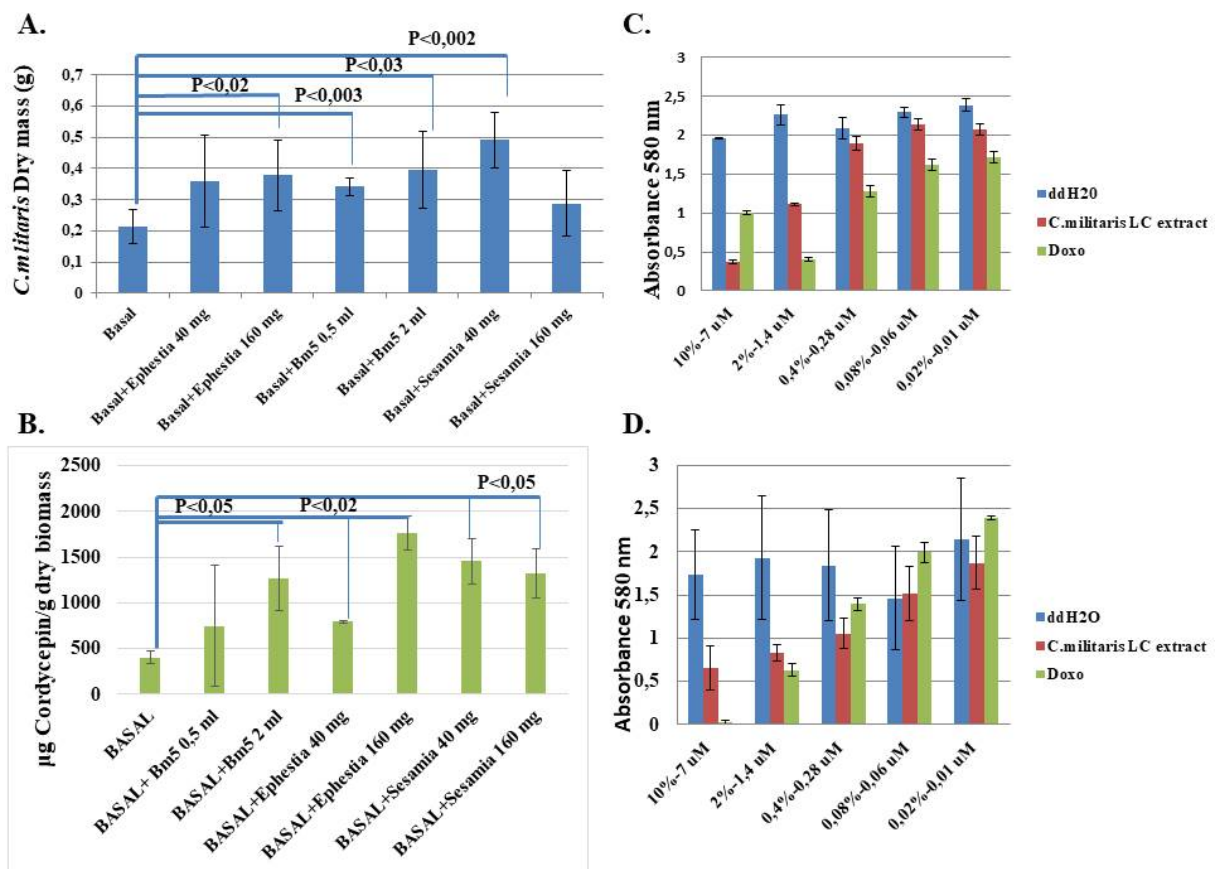 A.
P<0,002
P<0,03
P<0,02
P<0,003
C.mlitaris Dry mass (g)
0,7
0,6
0,5
0,4
0,3
0,2
0,1
0
Basal
Basal+Ephestia 40 mg
Basal+Ephestia 160 mg
Basal+Bm5 0,5 ml
Basal+Bm5 2 ml
Basal+Sesamia 40 mg
Basal+Sesamia 160 mg
B.
µg Cordycepin/g dry biomass
2500
2000
1500
1000
500
0
P<0,05
P<0,02
P<0,05
BASAL
BASAL+ Bm5 0,5 ml
BASAL+Bm5 2 ml
BASAL+Ephestia 40 mg
BASAL+Ephestia 160 mg
BASAL+Sesamia 40 mg
BASAL+Sesamia 160 mg
C.
Absorbance 580 nm
3
2,5
2
1,5
1
0,5
0
10%-7 uM
2%-1,4 uM
0,4%-0,28 uM
0,08%-0,06 uM
0,02%-0,01 uM
ddH20
C.militaris LC extract
Doxo
D.
Absorbance 580 nm
3
2,5
2
1,5
1
0,5
0
10%-7 uM
2%-1,4 uM
0,4%-0,28 uM
0,08%-0,06 uM
0,02%-0,01 uM
ddH2O
C.militaris LC extract
Doxo